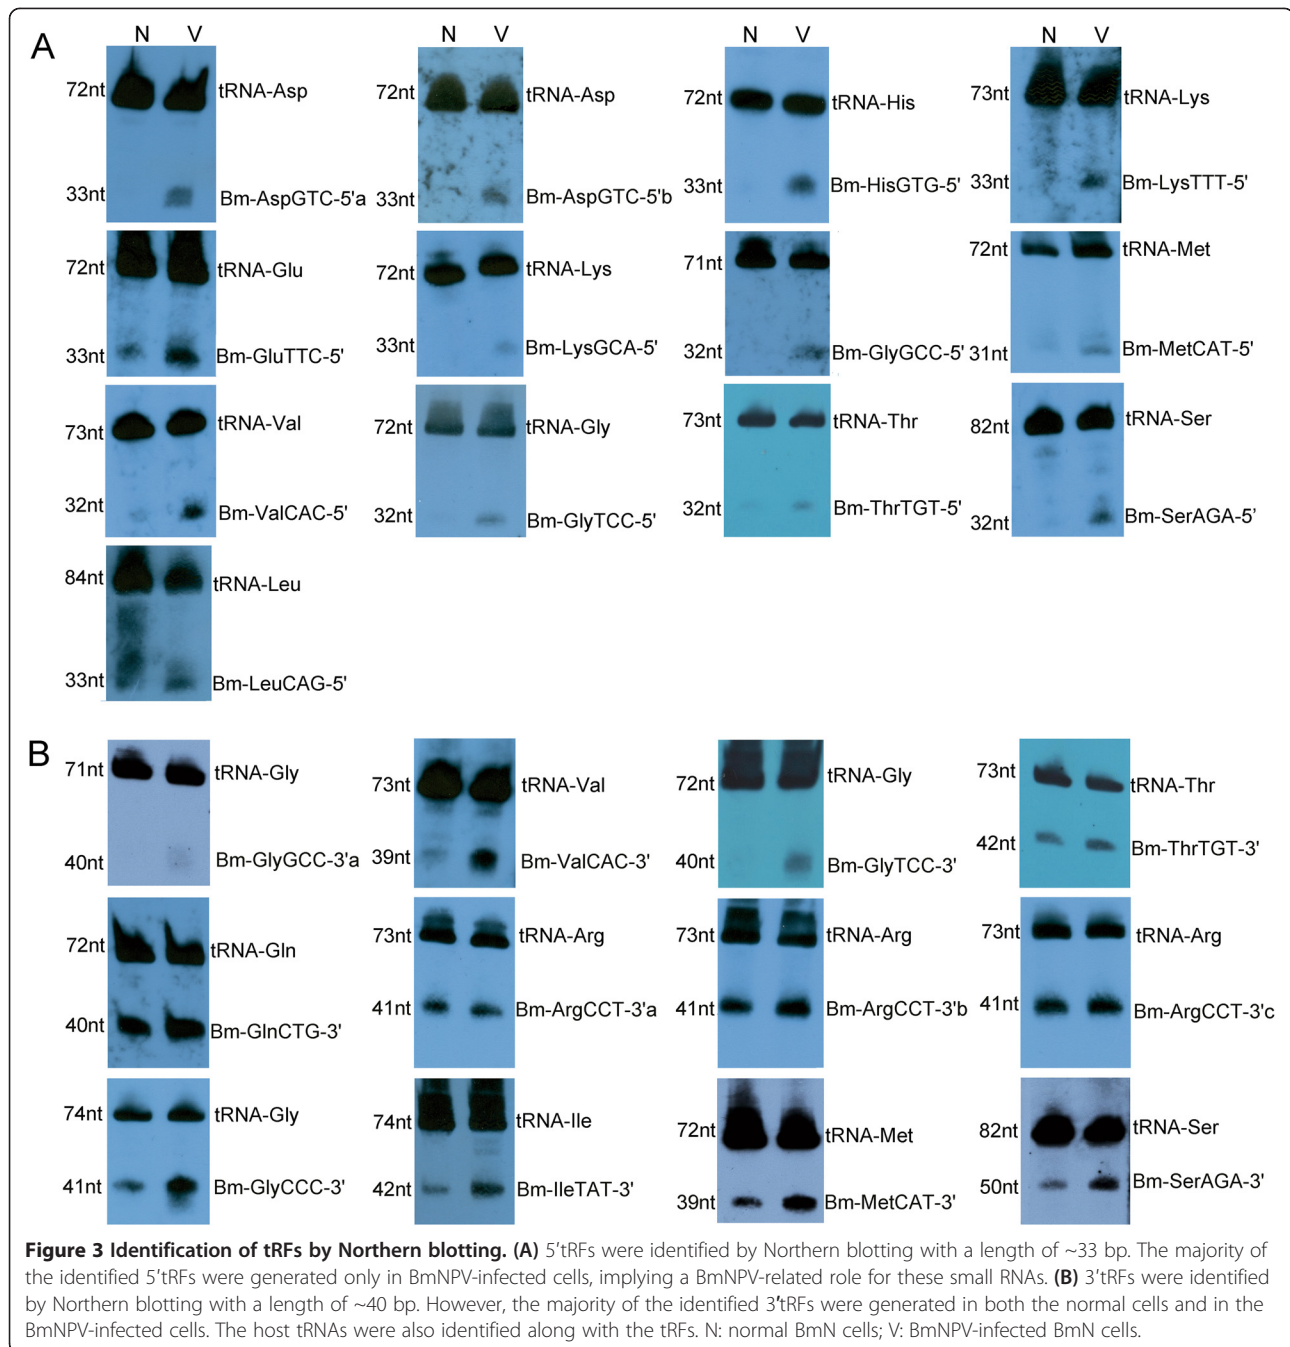 A
N V N V N V N V
72nt tRNA-Asp 72nt tRNA-Asp 72nt tRNA-His 73nt tRNA-Lys
33nt Bm-AspGTC-5'a 33nt Bm-AspGTC-5'b 33nt Bm-HisGTG-5' 33nt Bm-LysTTT-5'
72nt tRNA-Glu 72nt tRNA-Lys 71nt 72nt tRNA-Met
33nt Bm-GluTTC-5' 33nt Bm-LysGCA-5' 32nt Bm-GlyGCC-5' 31nt Bm-MetCAT-5'
73nt tRNA-Val 72nt tRNA-Gly 73nt tRNA-Thr 82nt tRNA-Ser
32nt Bm-ValCAC-5' 32nt Bm-GlyTCC-5' 32nt Bm-ThrTGT-5' 32nt Bm-SerAGA-5’
84nt tRNA-Leu
33nt Bm-LeuCAG-5'
B
71nt tRNA-Gly 73nt tRNA-Val 72nt tRNA-Gly 73nt tRNA-Thr
40nt Bm-GlyGCC-3'a 39nt Bm-ValCAC-3' 40nt Bm-GlyTCC-3' 42nt Bm-ThrTGT-3'
72nt tRNA-Gln 73nt tRNA-Arg 73nt tRNA-Arg 73nt tRNA-Arg
40nt Bm-GlnCTG-3' 41nt Bm-ArgCCT-3'a 41nt Bm-ArgCCT-3'b 41nt Bm-ArgCCT-3'c
74nt tRNA-Gly 74nt tRNA-Ile 72nt tRNA-Met 82nt tRNA-Ser
41nt Bm-GlyCCC-3' 42nt Bm-IleTAT-3' 39nt Bm-MetCAT-3' 50nt Bm-SerAGA-3'
Figure 3 Identification of tRFs by Northern blotting. (A) 5'tRFs were identified by Northern blotting with a length of ~33 bp. The majority of
the identified 5'tRFs were generated only in BmNPV-infected cells, implying a BmNPV-related role for these small RNAs. (B) 3'tRFs were identified
by Northern blotting with a length of ~40 bp. However, the majority of the identified 3'tRFs were generated in both the normal cells and in the
BmNPV-infected cells. The host tRNAs were also identified along with the tRFs. N: normal BmN cells; V: BmNPV-infected BmN cells.